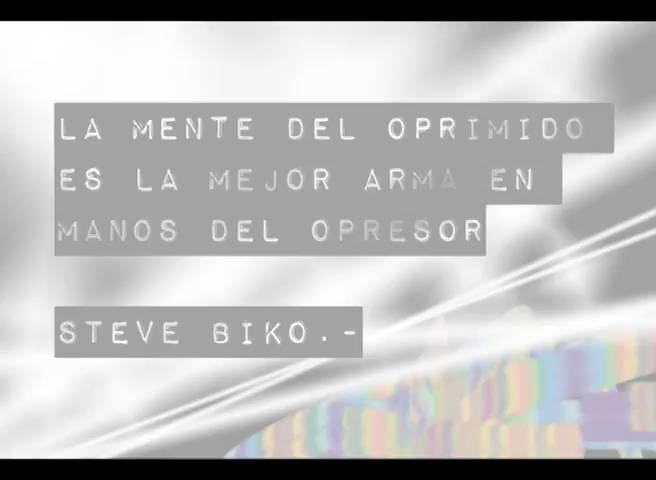 LA MENTE DEL OPRIMIDO
ES LA MEJOR ARMA EN
MANOS DEL OPRESOR
STEVE BIKO.-